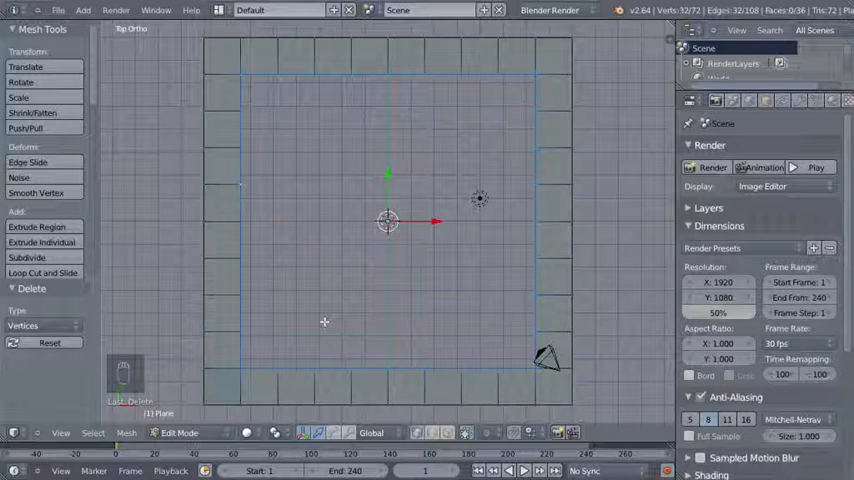 File Add Render Window Help Default Scene Blender Render v2.64 | Verts:32/72 | Edges:32/108 | Faces:0/36 | Tris:72 |
Mesh Tools
Transform:
Translate
Rotate
Scale
Shrink/Fatten
Push/Pull
Deform:
Edge Slide
Noise
Smooth Vertex
Add:
Extrude Region
Extrude Individual
Subdivide
Loop Cut and Slide
Delete
Type
Vertices
Reset
Top Ortho
Last: Delete
(1) Plane
View Select Mesh Edit Mode Global
-40 -20 0 20 40 60 80 100 120 140 160 180 200 220 240 260
View Marker Frame Playback Start: 1 End: 240 1 No Sync
View Search All Scenes
Scene
RenderLayers
Scene
Render
Render Animation Play
Display: Image Editor
Layers
Dimensions
Render Presets
Resolution: Frame Range:
X: 1920 Start Frame: 1
Y: 1080 End Fram: 240
50% Frame Step: 1
Aspect Ratio: Frame Rate:
X: 1.000 30 fps
Y: 1.000 Time Remapping:
Bord 100 100
Anti-Aliasing
5 8 11 16 Mitchell-Netrav
Full Sample Size: 1.000
Sampled Motion Blur
Shading